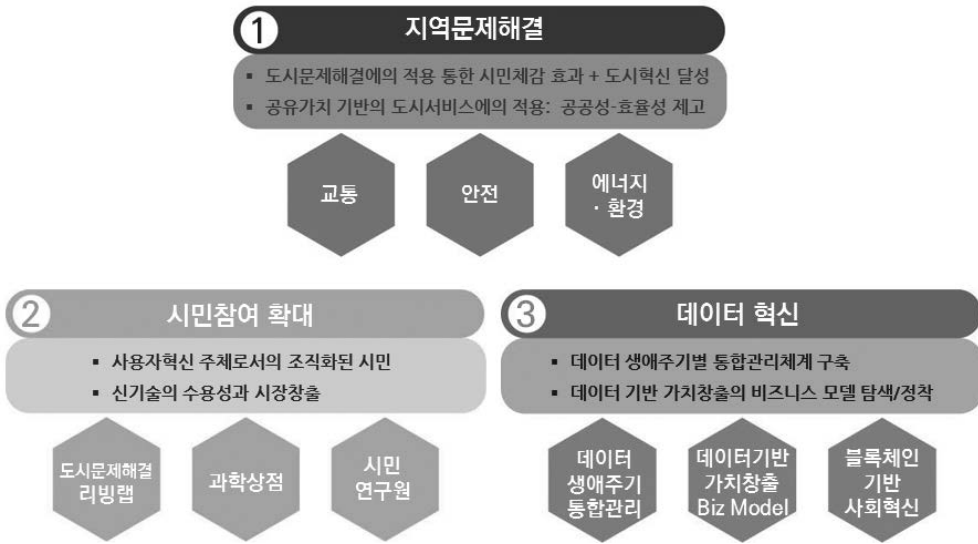 1 지역문제해결
▪ 도시문제해결에의 적용 통한 시민체감 효과 + 도시혁신 달성
▪ 공유가치 기반의 도시서비스에의 적용: 공공성-효율성 제고
교통
안전
에너지
· 환경
2 시민참여 확대
▪ 사용자혁신 주체로서의 조직화된 시민
▪ 신기술의 수용성과 시장창출
도시문제해결
리빙랩
과학상점
시민
연구원
3 데이터 혁신
▪ 데이터 생애주기별 통합관리체계 구축
▪ 데이터 기반 가치창출의 비즈니스 모델 탐색/정착
데이터
생애주기
통합관리
데이터기반
가치창출
Biz Model
블록체인
기반
사회혁신